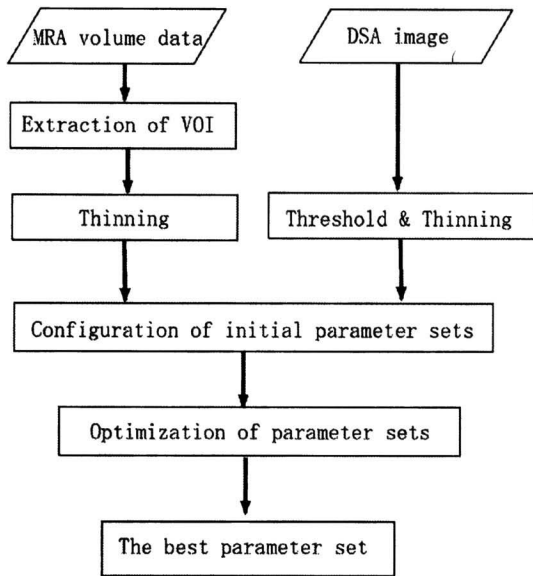 MRA volume data
DSA image
Extraction of VOI
Thinning
Threshold & Thinning
Configuration of initial parameter sets
Optimization of parameter sets
The best parameter set